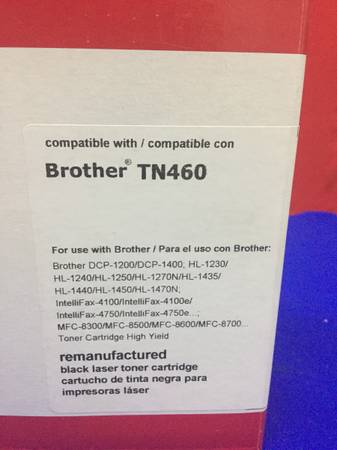 compatible with / compatible con
Brother® TN460
For use with Brother / Para el uso con Brother:
Brother DCP-1200/DCP-1400; HL-1230/
HL-1240/HL-1250/HL-1270N/HL-1435/
HL-1440/HL-1450/HL-1470N;
IntelliFax-4100/IntelliFax-4100e/
IntelliFax-4750/IntelliFax-4750e...;
MFC-8300/MFC-8500/MFC-8600/MFC-8700...
Toner Cartridge High Yield
remanufactured
black laser toner cartridge
cartucho de tinta negra para
impresoras láser